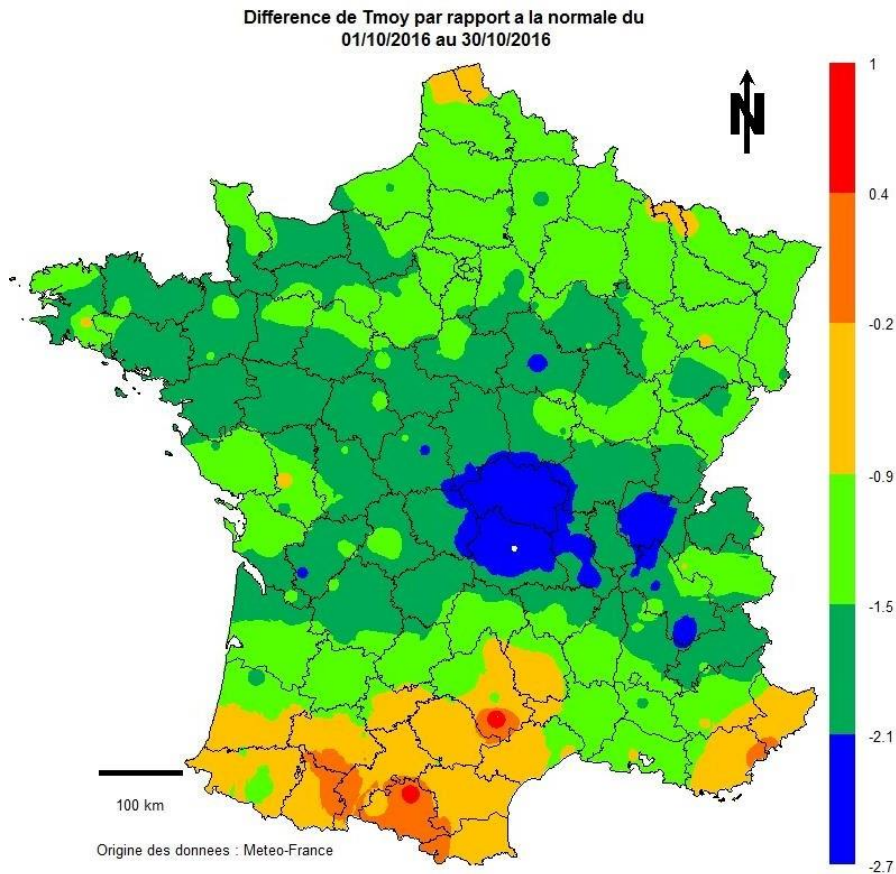 Difference de Tmoy par rapport a la normale du
01/10/2016 au 30/10/2016
N
1
0.4
-0.2
-0.9
-1.5
-2.1
-2.7
100 km
Origine des donnees : Meteo-France